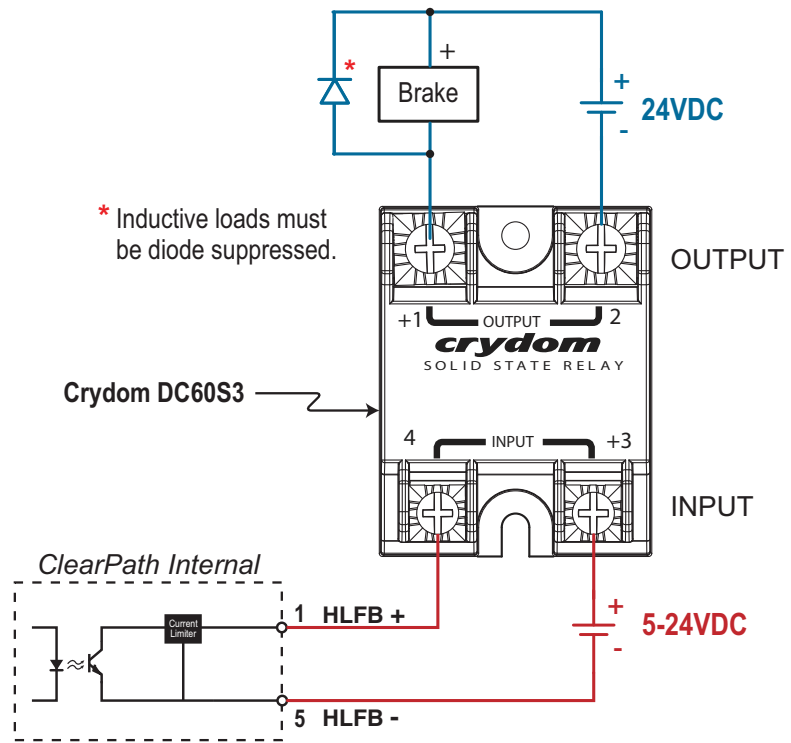 *
+
Brake
+
24VDC
-
* Inductive loads must
be diode suppressed.
OUTPUT
+1 OUTPUT 2
crydom
SOLID STATE RELAY
Crydom DC60S3
4 INPUT +3
INPUT
ClearPath Internal
Current
Limiter
1 HLFB +
+
5-24VDC
-
5 HLFB -